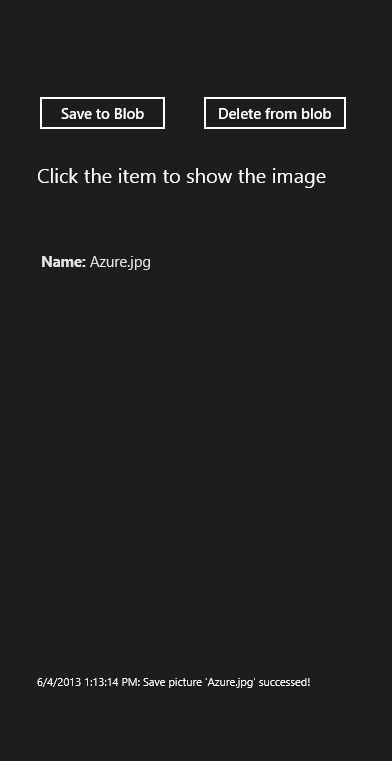 Save to Blob
Delete from blob
Click the item to show the image
Name: Azure.jpg
6/4/2013 1:13:14 PM: Save picture 'Azure.jpg' successed!